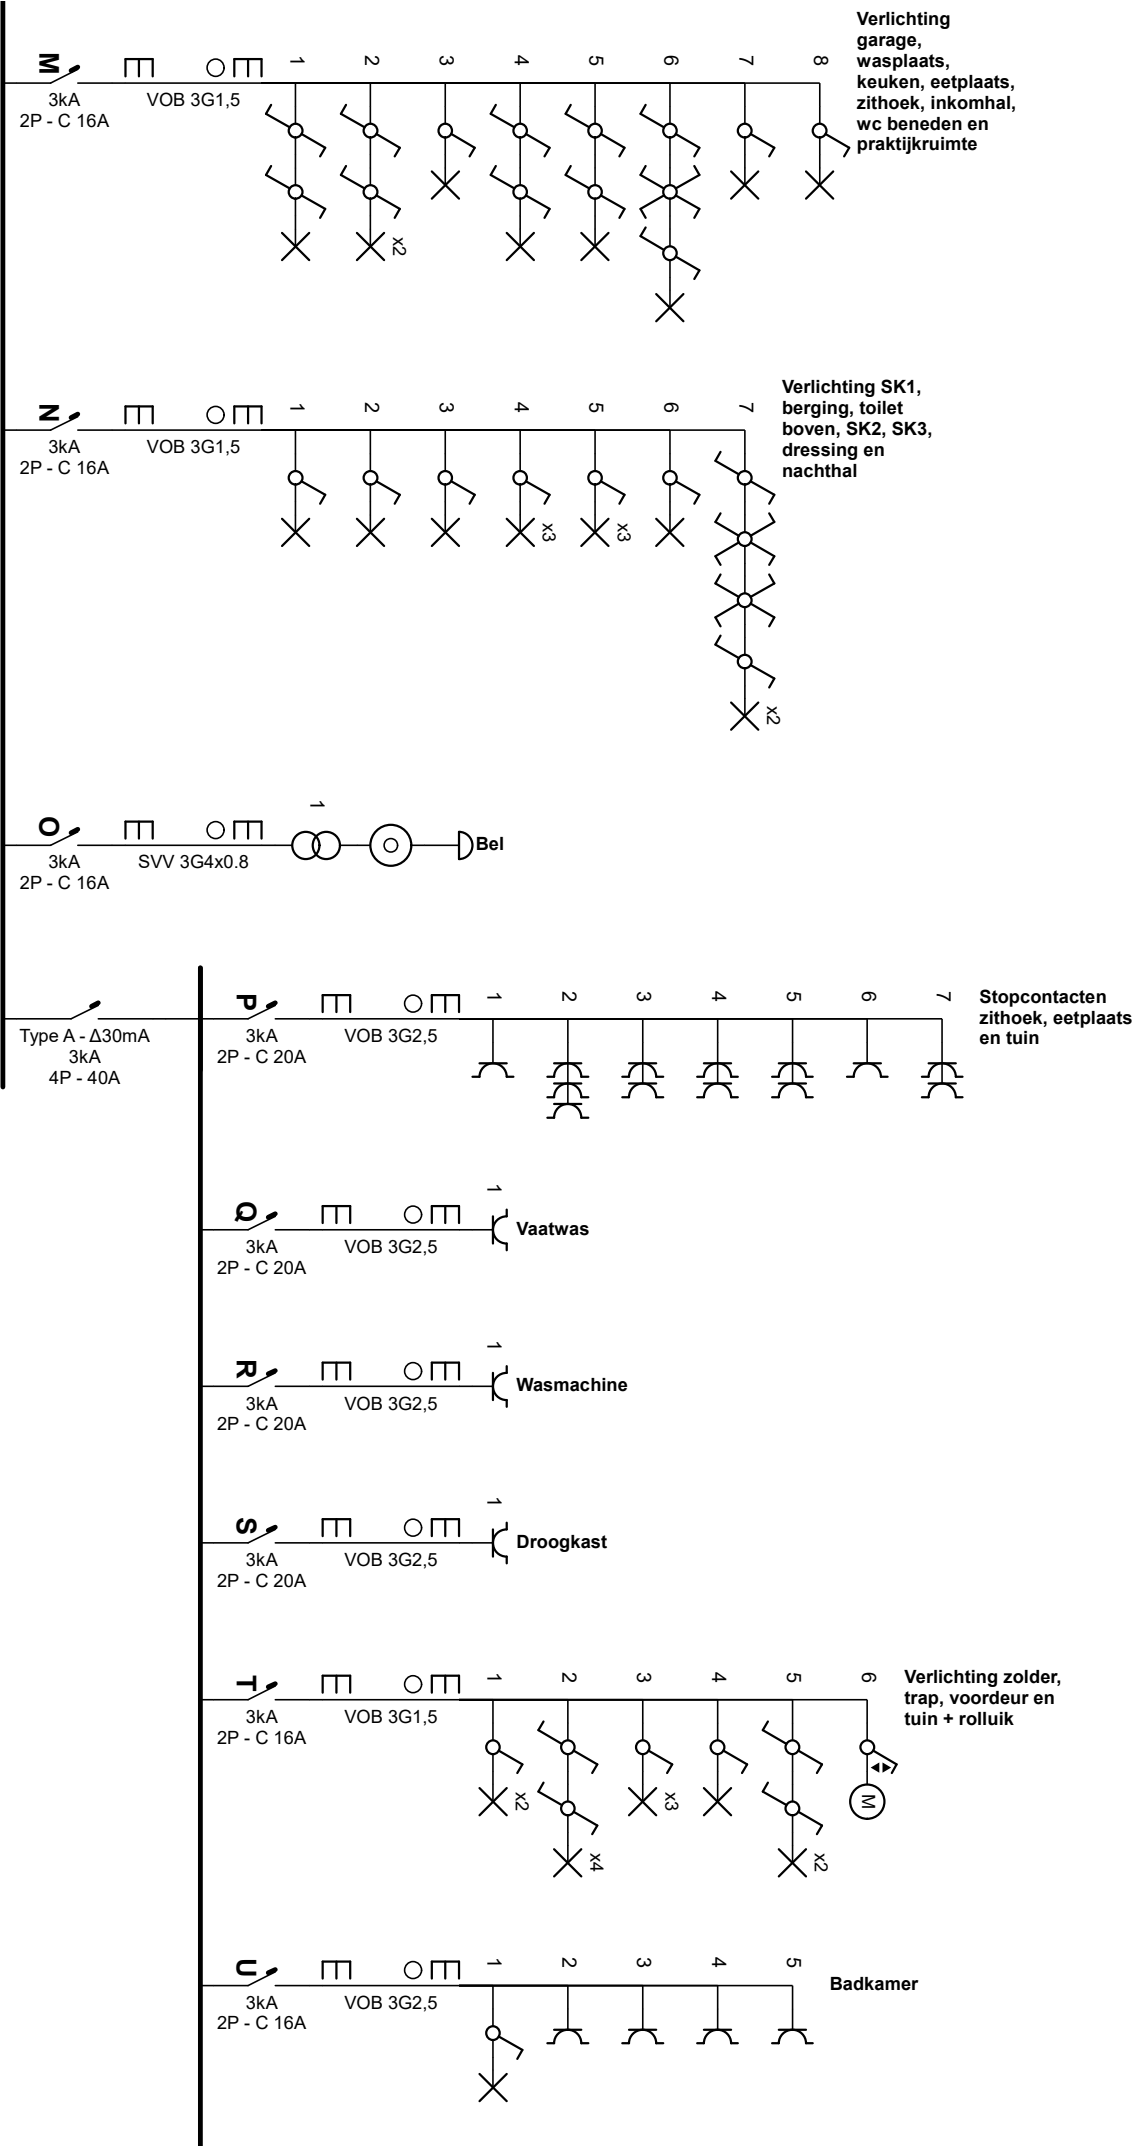 M
3kA
2P - C 16A
VOB 3G1,5
1
2
3
4
5
6
7
8
Verlichting
garage,
wasplaats,
keuken, eetplaats,
zithoek, inkomhal,
wc beneden en
praktijkruimte
x2
N
3kA
2P - C 16A
VOB 3G1,5
1
2
3
4
5
6
7
Verlichting SK1,
berging, toilet
boven, SK2, SK3,
dressing en
nachthal
x3
x3
x2
O
3kA
2P - C 16A
SVV 3G4x0.8
1
Bel
Type A - Δ30mA
3kA
4P - 40A
P
3kA
2P - C 20A
VOB 3G2,5
1
2
3
4
5
6
7
Stopcontacten
zithoek, eetplaats
en tuin
Q
3kA
2P - C 20A
VOB 3G2,5
1
Vaatwas
R
3kA
2P - C 20A
VOB 3G2,5
1
Wasmachine
S
3kA
2P - C 20A
VOB 3G2,5
1
Droogkast
T
3kA
2P - C 16A
VOB 3G1,5
1
2
3
4
5
6
Verlichting zolder,
trap, voordeur en
tuin + rolluik
x2
x4
x3
x2
M
U
3kA
2P - C 16A
VOB 3G2,5
1
2
3
4
5
Badkamer